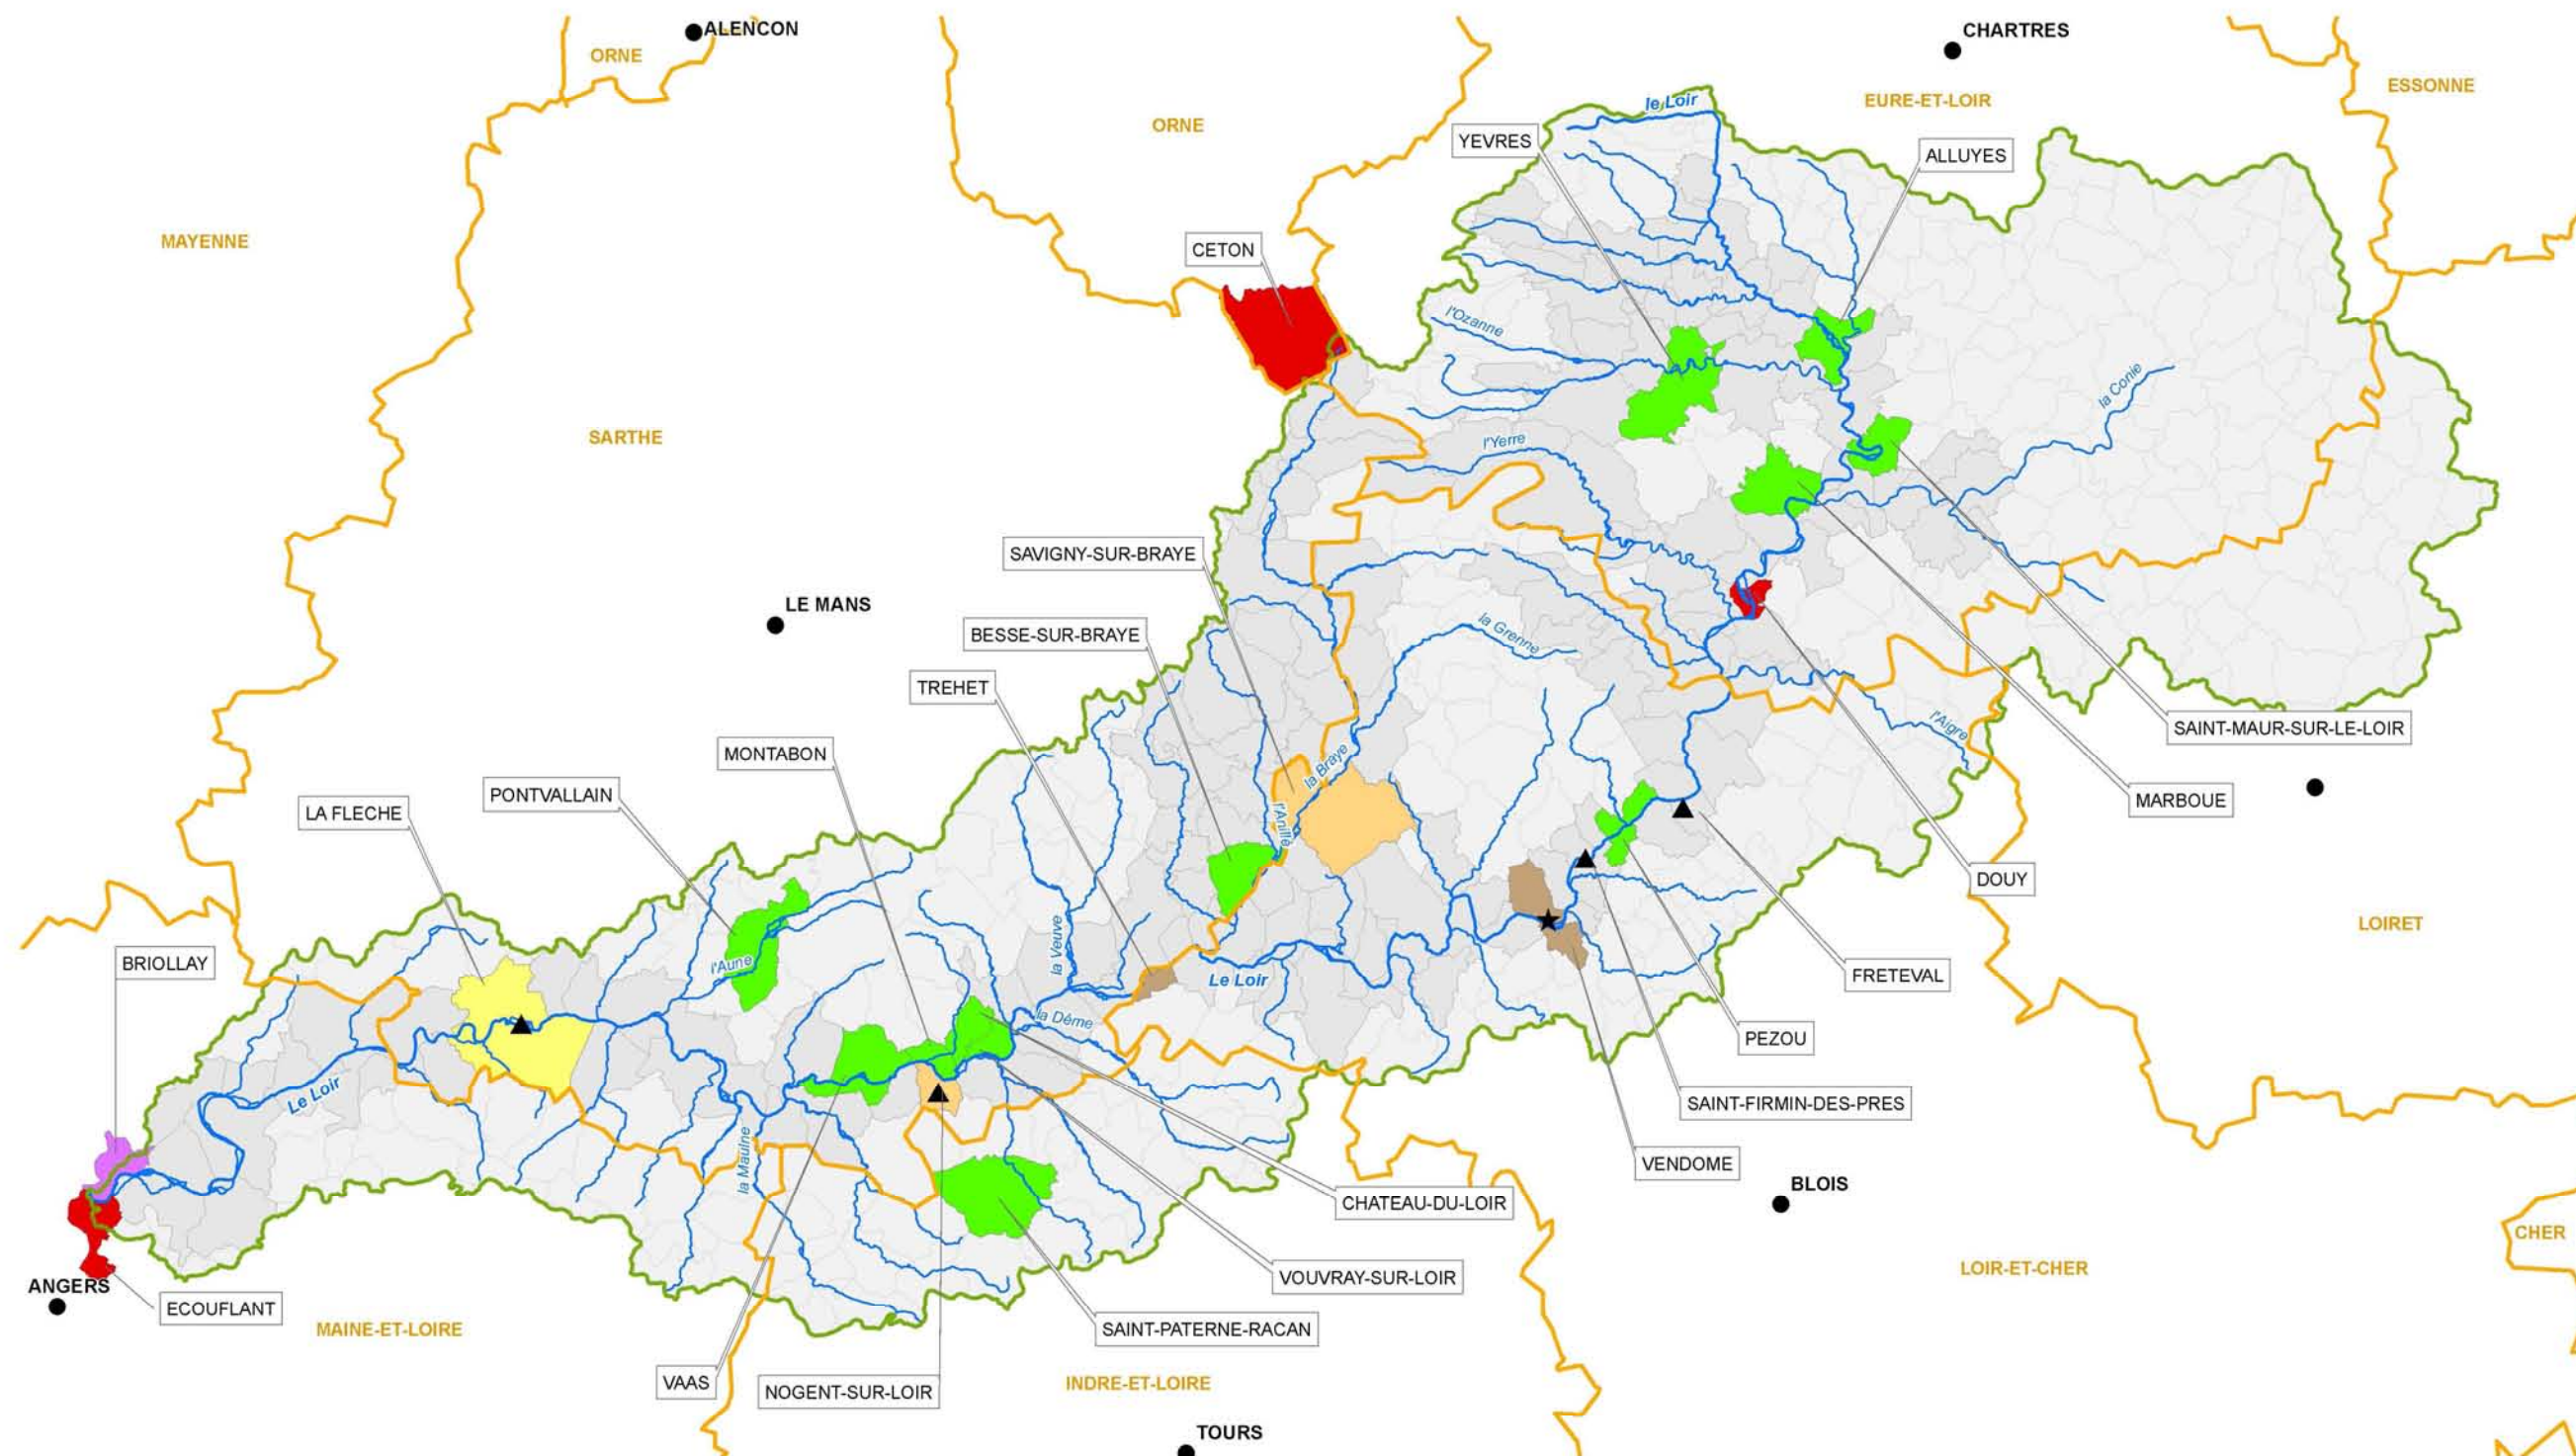 ALENCON
CHARTRES
ORNE
ESSONNE
EURE-ET-LOIR
le Loir
ORNE
YEVRES
ALLUYES
MAYENNE
CETON
l'Ozanne
la Conie
SARTHE
l'Yerre
SAVIGNY-SUR-BRAYE
LE MANS
BESSE-SUR-BRAYE
la Grenne
TREHET
l'Aigre
SAINT-MAUR-SUR-LE-LOIR
MONTABON
la Braye
PONTVALLAIN
MARBOUE
LA FLECHE
l'Anille
DOUY
LOIRET
la Veuve
BRIOLLAY
l'Aune
FRETEVAL
Le Loir
la Dême
PEZOU
Le Loir
SAINT-FIRMIN-DES-PRES
la Maulne
VENDOME
BLOIS
CHATEAU-DU-LOIR
CHER
LOIR-ET-CHER
VOUVRAY-SUR-LOIR
ANGERS
ECOUFLANT
MAINE-ET-LOIRE
SAINT-PATERNE-RACAN
VAAS
NOGENT-SUR-LOIR
INDRE-ET-LOIRE
TOURS